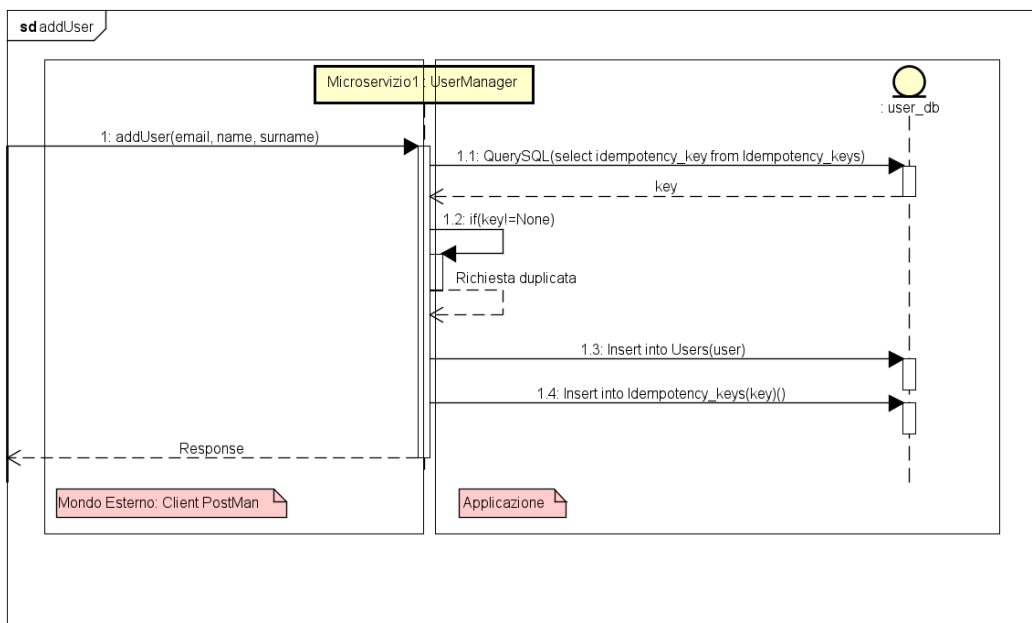 sd addUser
Microservizio1 : UserManager
: user_db
1: addUser(email, name, surname)
1.1: QuerySQL(select idempotency_key from Idempotency_keys)
key
1.2: if(key!=None)
Richiesta duplicata
1.3: Insert into Users(user)
1.4: Insert into Idempotency_keys(key)()
Response
Mondo Esterno: Client PostMan
Applicazione